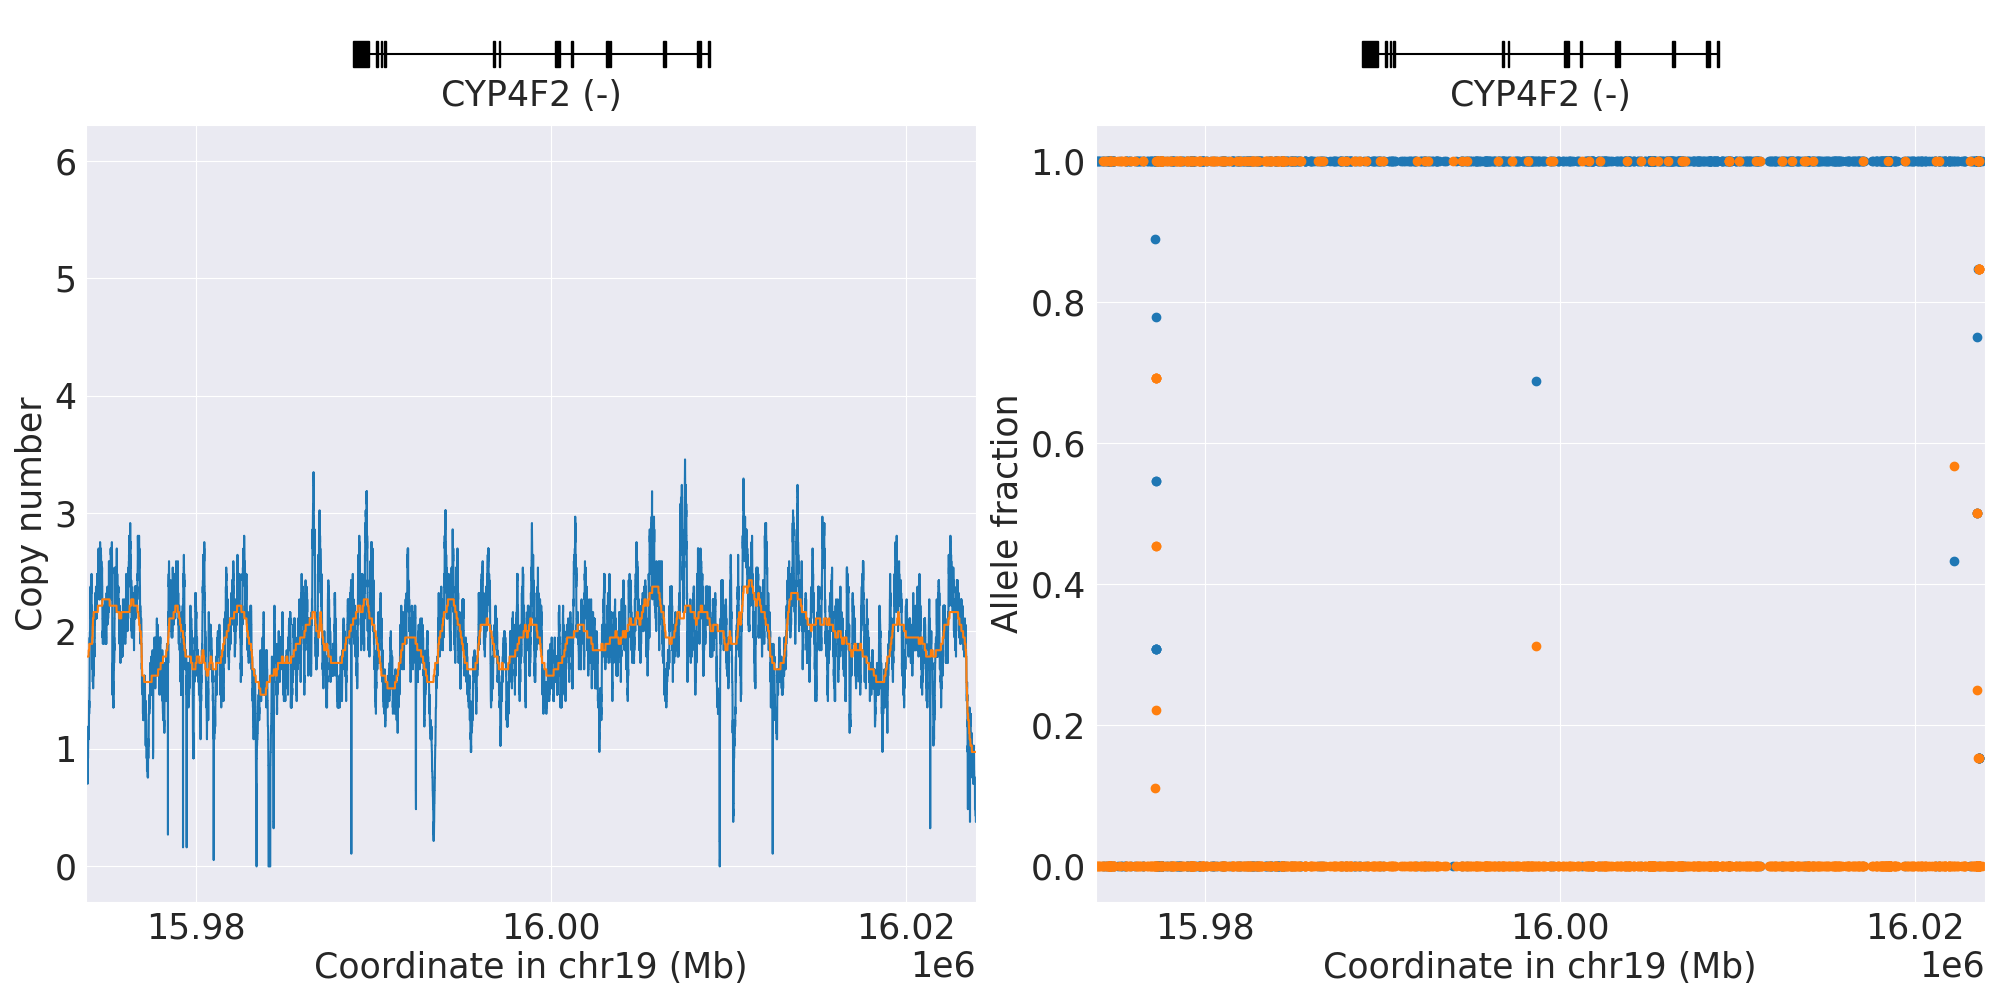 CYP4F2 (-)
6
5
4
3
2
1
0
Copy number
15.98
16.00
16.02
Coordinate in chr19 (Mb)
1e6
CYP4F2 (-)
1.0
0.8
0.6
0.4
0.2
0.0
Allele fraction
15.98
16.00
16.02
Coordinate in chr19 (Mb)
1e6